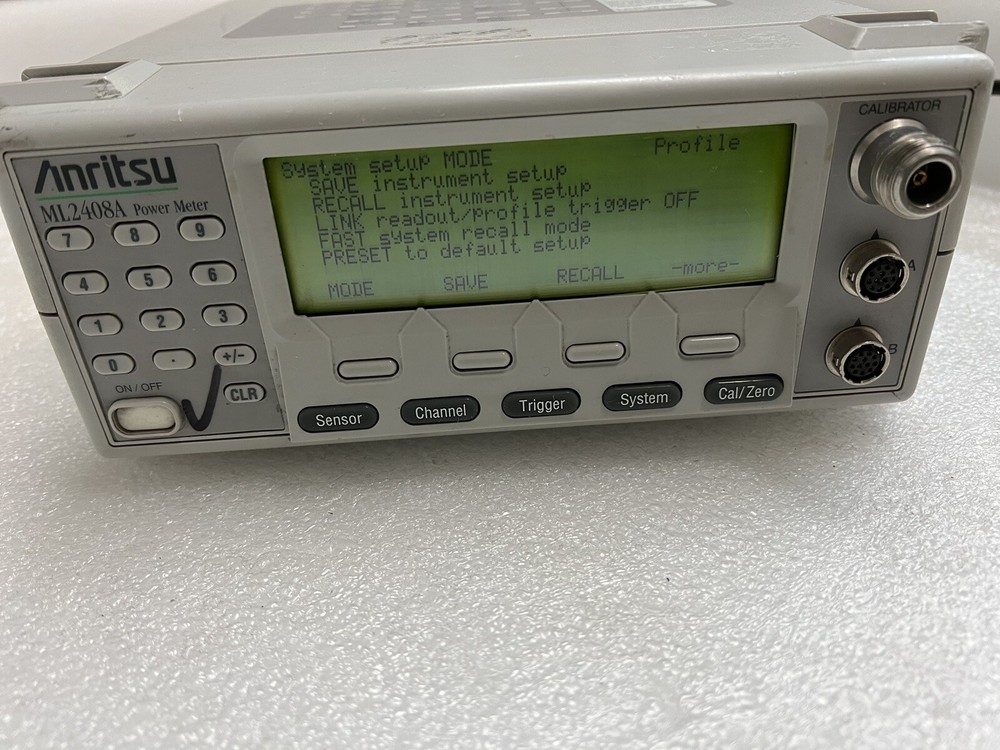 CALIBRATOR
Anritsu
ML2408A Power Meter
7 8 9
4 5 6
1 2 3
0 . +/-
ON / OFF
CLR
System setup MODE Profile
SAVE instrument setup
RECALL instrument setup
LINK readout/Profile trigger OFF
FAST system recall mode
PRESET to default setup
MODE SAVE RECALL -more-
Sensor Channel Trigger System Cal/Zero
A
B